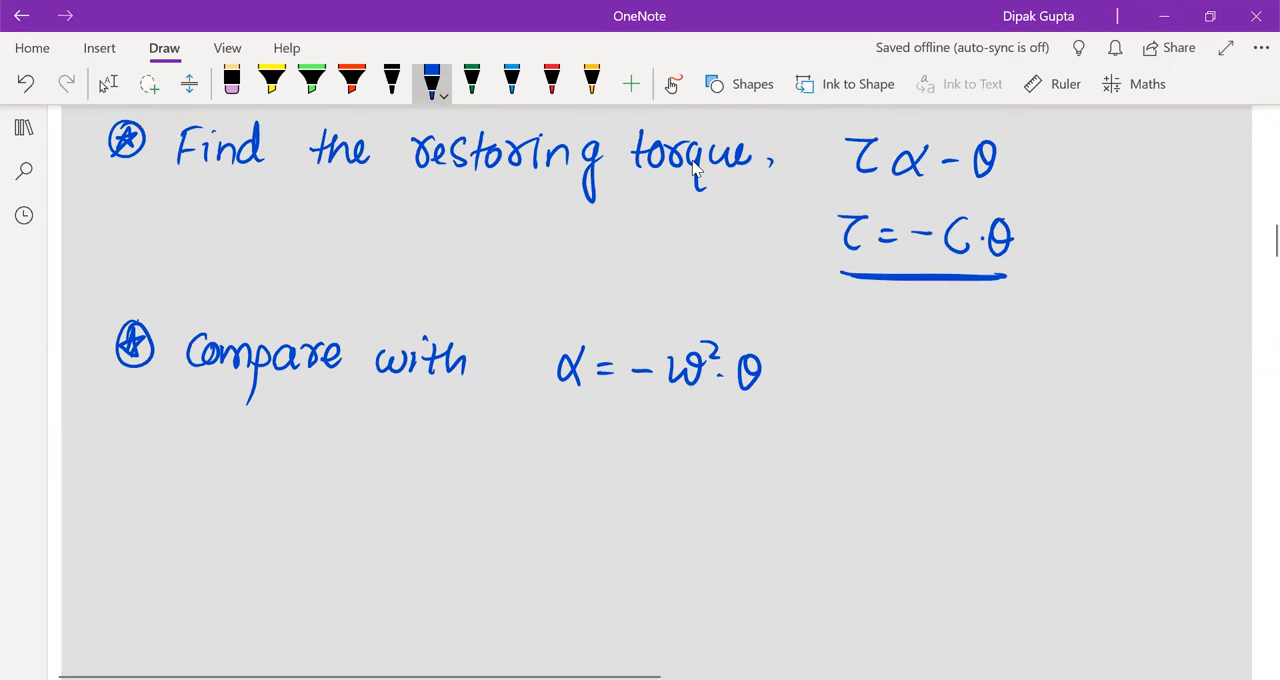 OneNote
Dipak Gupta
Home Insert Draw View Help
Saved offline (auto-sync is off)
Share
Shapes
Ink to Shape
Ink to Text
Ruler
Maths
Find the restoring torque, τ α - θ
τ = - C.θ
Compare with α = - ω². θ